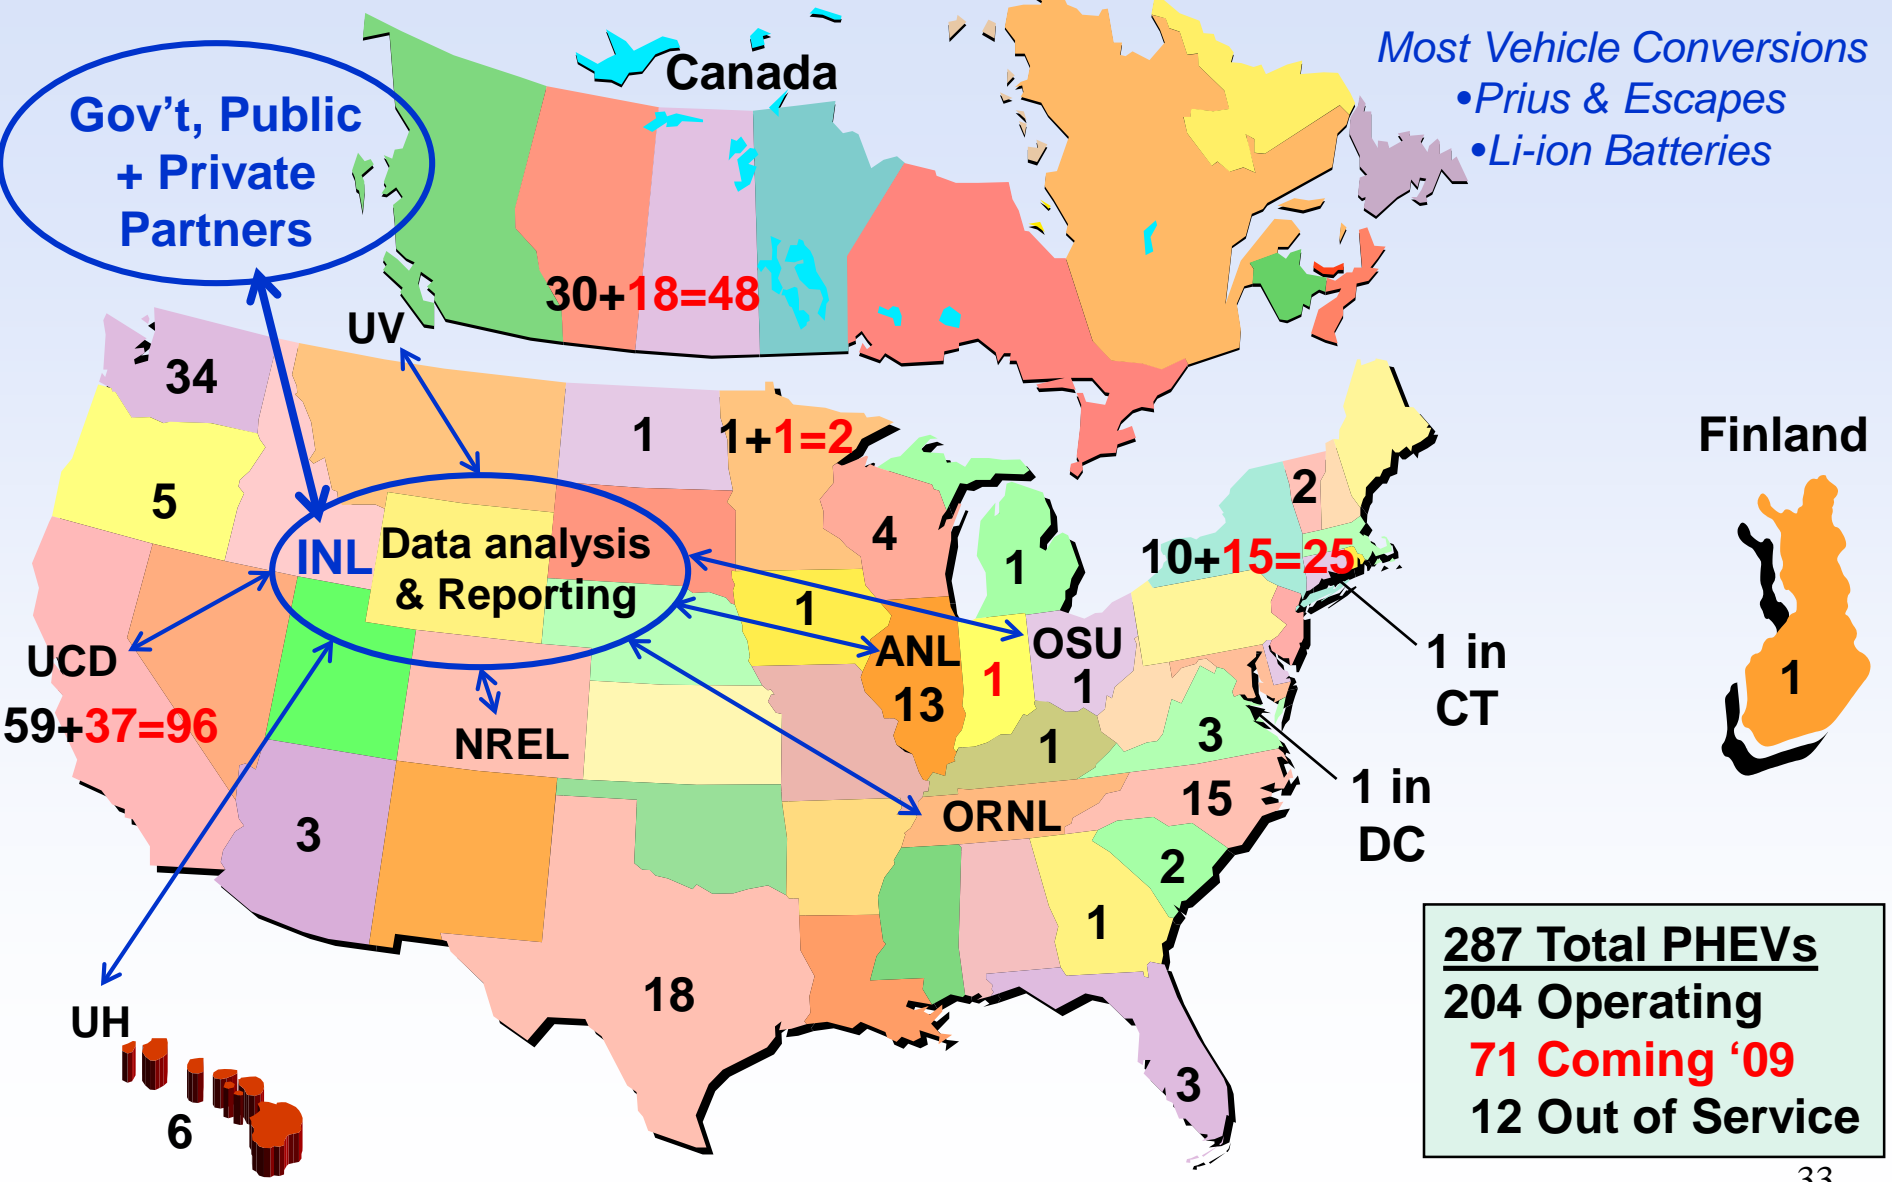 Canada
Most Vehicle Conversions
•Prius & Escapes
•Li-ion Batteries
Gov’t, Public
+ Private
Partners
30+18=48
UV
34
1
1+1=2
Finland
5
2
4
1
10+15=25
INL
Data analysis
& Reporting
1
UCD
59+37=96
ANL
13
1
OSU
1
1 in
CT
1
NREL
1
3
15
1 in
DC
ORNL
3
2
1
18
UH
6
3
287 Total PHEVs
204 Operating
71 Coming ‘09
12 Out of Service
33